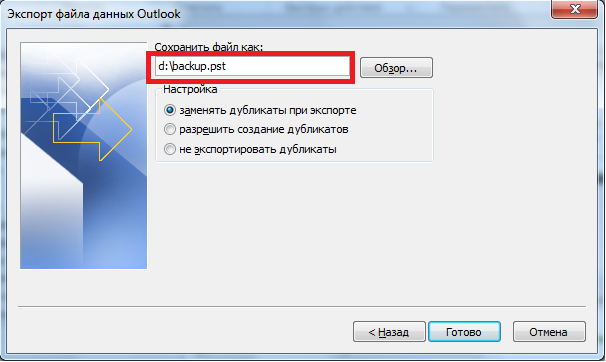 Экспорт файла данных Outlook
Сохранить файл как:
d:\backup.pst
Обзор...
Настройка
заменять дубликаты при экспорте
разрешить создание дубликатов
не экспортировать дубликаты
< Назад
Готово
Отмена